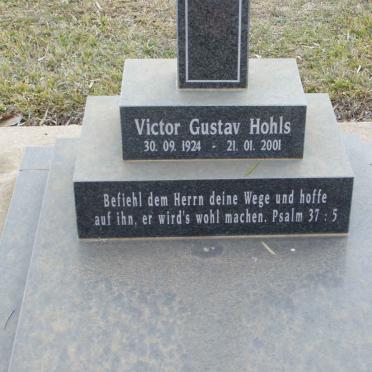 Victor Gustav Hohls
30. 09. 1924 - 21. 01. 2001
Befiehl dem Herrn deine Wege und hoffe
auf ihn, er wird's wohl machen. Psalm 37 : 5